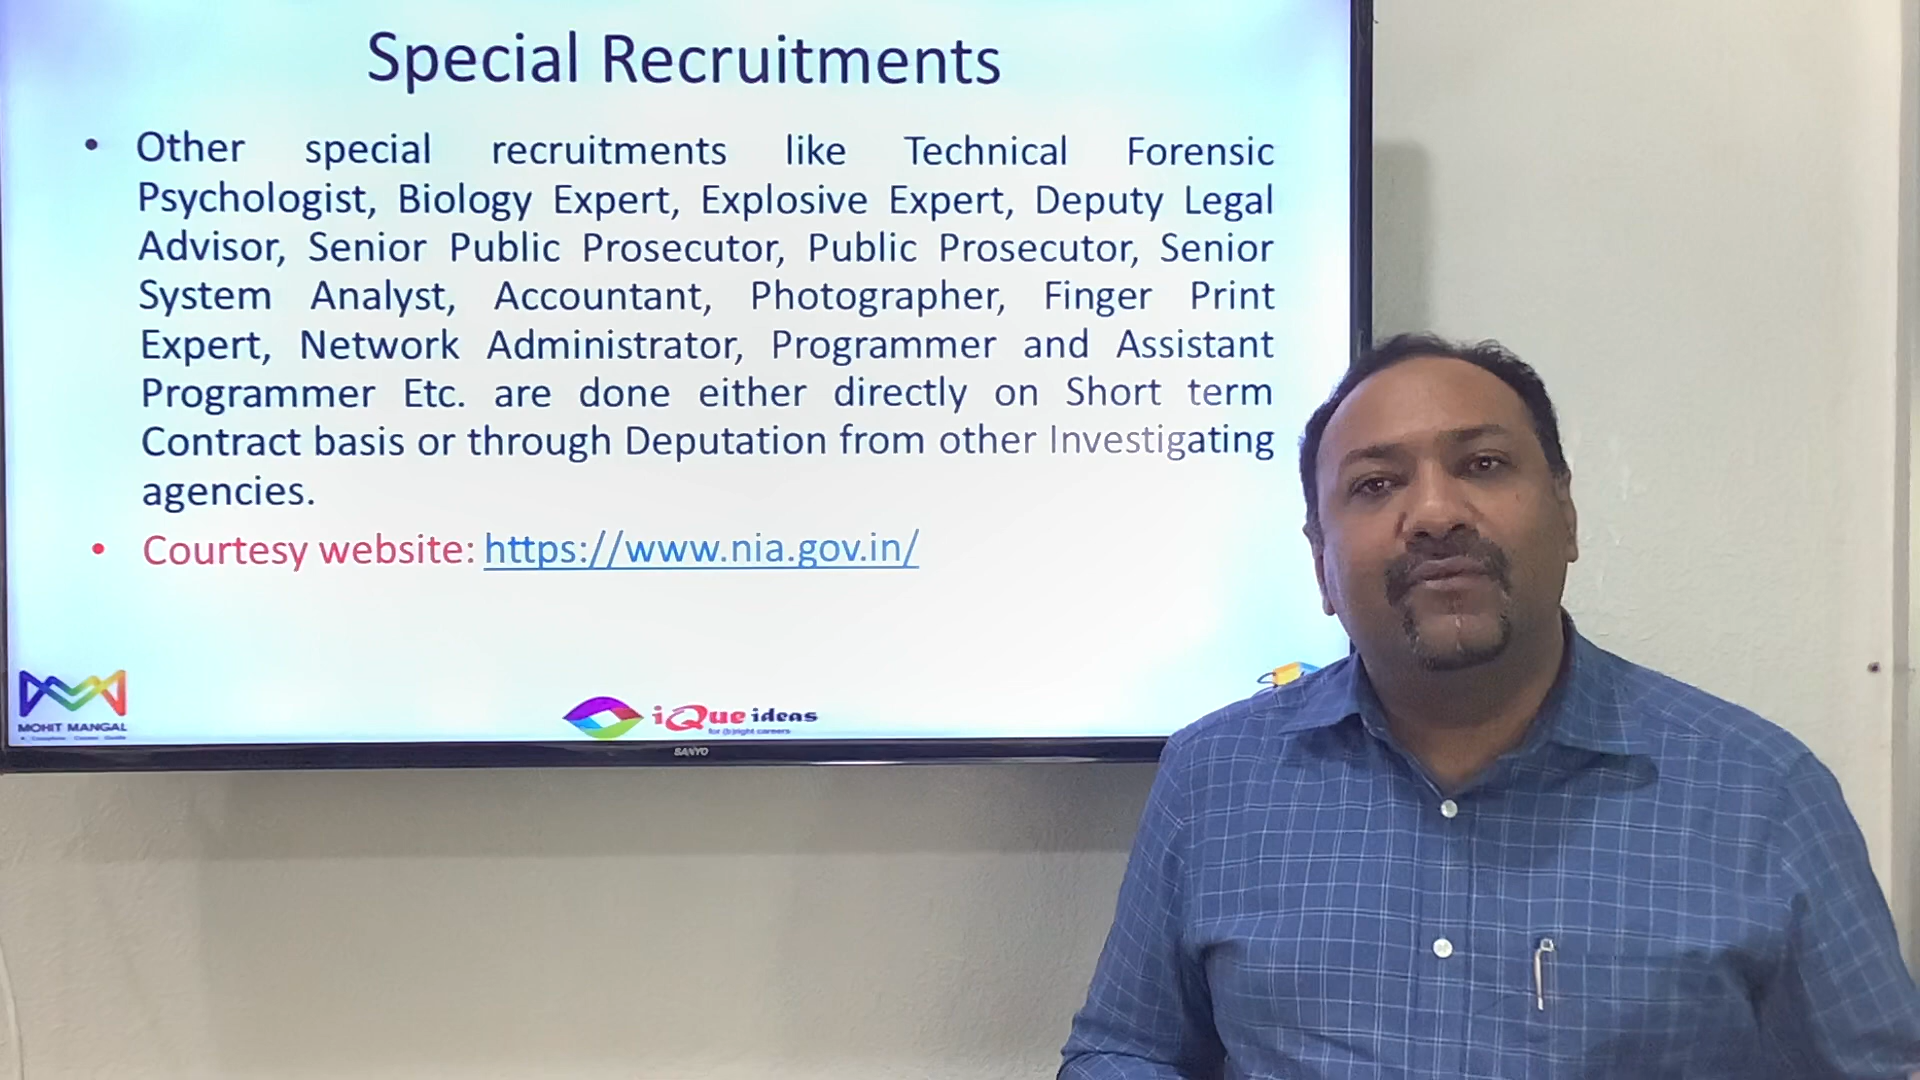 Special Recruitments
• Other special recruitments like Technical Forensic
Psychologist, Biology Expert, Explosive Expert, Deputy Legal
Advisor, Senior Public Prosecutor, Public Prosecutor, Senior
System Analyst, Accountant, Photographer, Finger Print
Expert, Network Administrator, Programmer and Assistant
Programmer Etc. are done either directly on Short term
Contract basis or through Deputation from other Investigating
agencies.
• Courtesy website: https://www.nia.gov.in/
MOHIT MANGAL
iQue ideas
for (b)right careers
SANYO